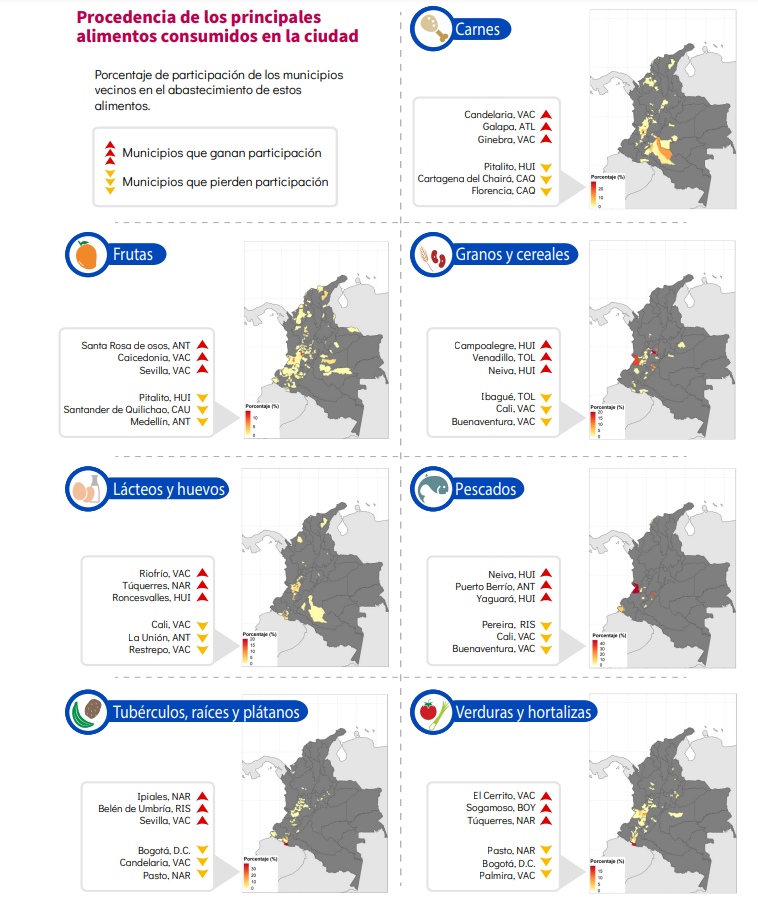 Procedencia de los principales
alimentos consumidos en la ciudad
Porcentaje de participación de los municipios
vecinos en el abastecimiento de estos
alimentos.
Municipios que ganan participación
Municipios que pierden participación
Carnes
Candelaria, VAC
Galapa, ATL
Ginebra, VAC
Pitalito, HUI
Cartagena del Chairá, CAQ
Florencia, CAQ
Porcentaje (%)
20
10
0
Frutas
Santa Rosa de osos, ANT
Caicedonia, VAC
Sevilla, VAC
Pitalito, HUI
Santander de Quilichao, CAU
Medellín, ANT
Porcentaje (%)
10
5
0
Granos y cereales
Campoalegre, HUI
Venadillo, TOL
Neiva, HUI
Ibagué, TOL
Cali, VAC
Buenaventura, VAC
Porcentaje (%)
20
15
10
5
0
Lácteos y huevos
Riofrío, VAC
Túquerres, NAR
Roncesvalles, HUI
Cali, VAC
La Unión, ANT
Restrepo, VAC
Porcentaje (%)
20
15
10
5
0
Pescados
Neiva, HUI
Puerto Berrío, ANT
Yaguará, HUI
Pereira, RIS
Cali, VAC
Buenaventura, VAC
Porcentaje (%)
40
30
20
10
0
Tubérculos, raíces y plátanos
Ipiales, NAR
Belén de Umbría, RIS
Sevilla, VAC
Bogotá, D.C.
Candelaria, VAC
Pasto, NAR
Porcentaje (%)
30
20
10
0
Verduras y hortalizas
El Cerrito, VAC
Sogamoso, BOY
Túquerres, NAR
Pasto, NAR
Bogotá, D.C.
Palmira, VAC
Porcentaje (%)
15
10
5
0